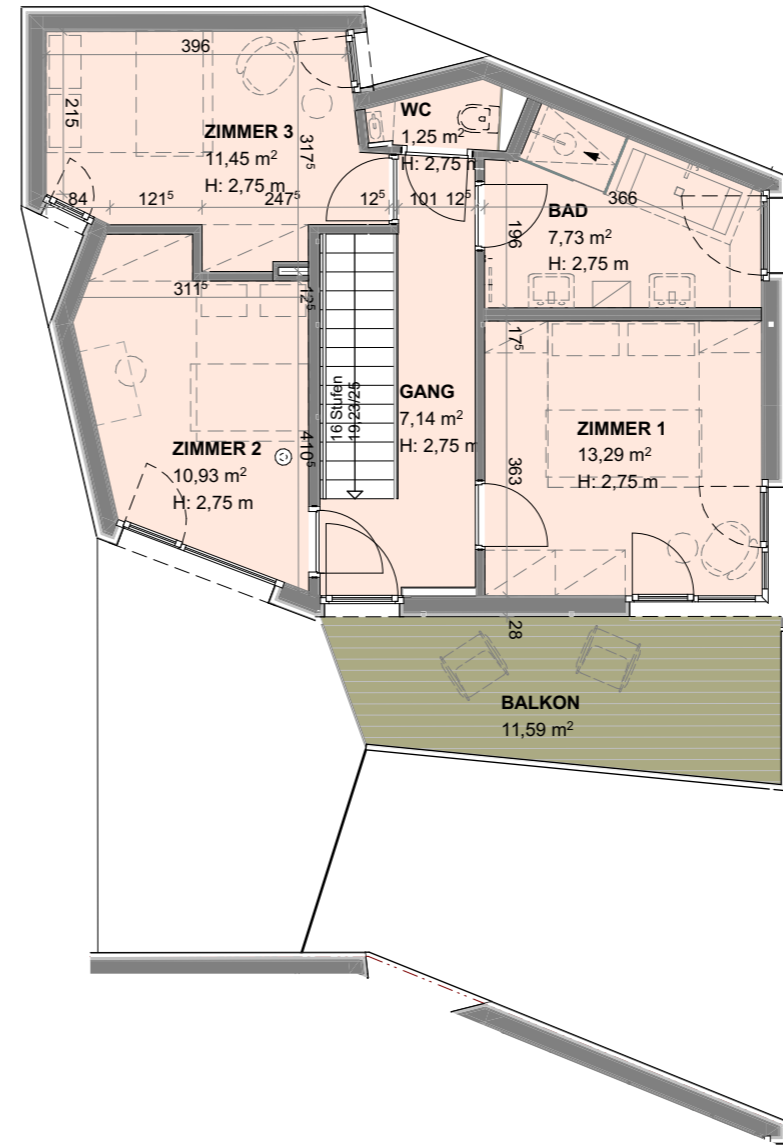 396
215
ZIMMER 3
11,45 m²
H: 2,75 m
317⁵
WC
1,25 m²
H: 2,75 m
84
121⁵
247⁵
12⁵
101
12⁵
366
BAD
7,73 m²
H: 2,75 m
196
311⁵
12⁵
17⁵
16 Stufen
19,23/25
GANG
7,14 m²
H: 2,75 m
ZIMMER 1
13,29 m²
H: 2,75 m
363
ZIMMER 2
10,93 m²
H: 2,75 m
410⁵
28
BALKON
11,59 m²